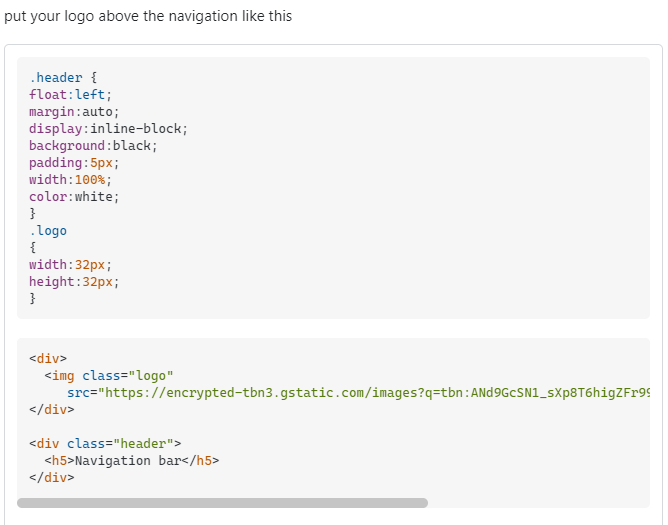 put your logo above the navigation like this
.header {
float:left;
margin:auto;
display:inline-block;
background:black;
padding:5px;
width:100%;
color:white;
}
.logo
{
width:32px;
height:32px;
}
<div>
  <img class="logo"
     src="https://encrypted-tbn3.gstatic.com/images?q=tbn:ANd9GcSN1_sXp8T6higZFr99
</div>
<div class="header">
  <h5>Navigation bar</h5>
</div>